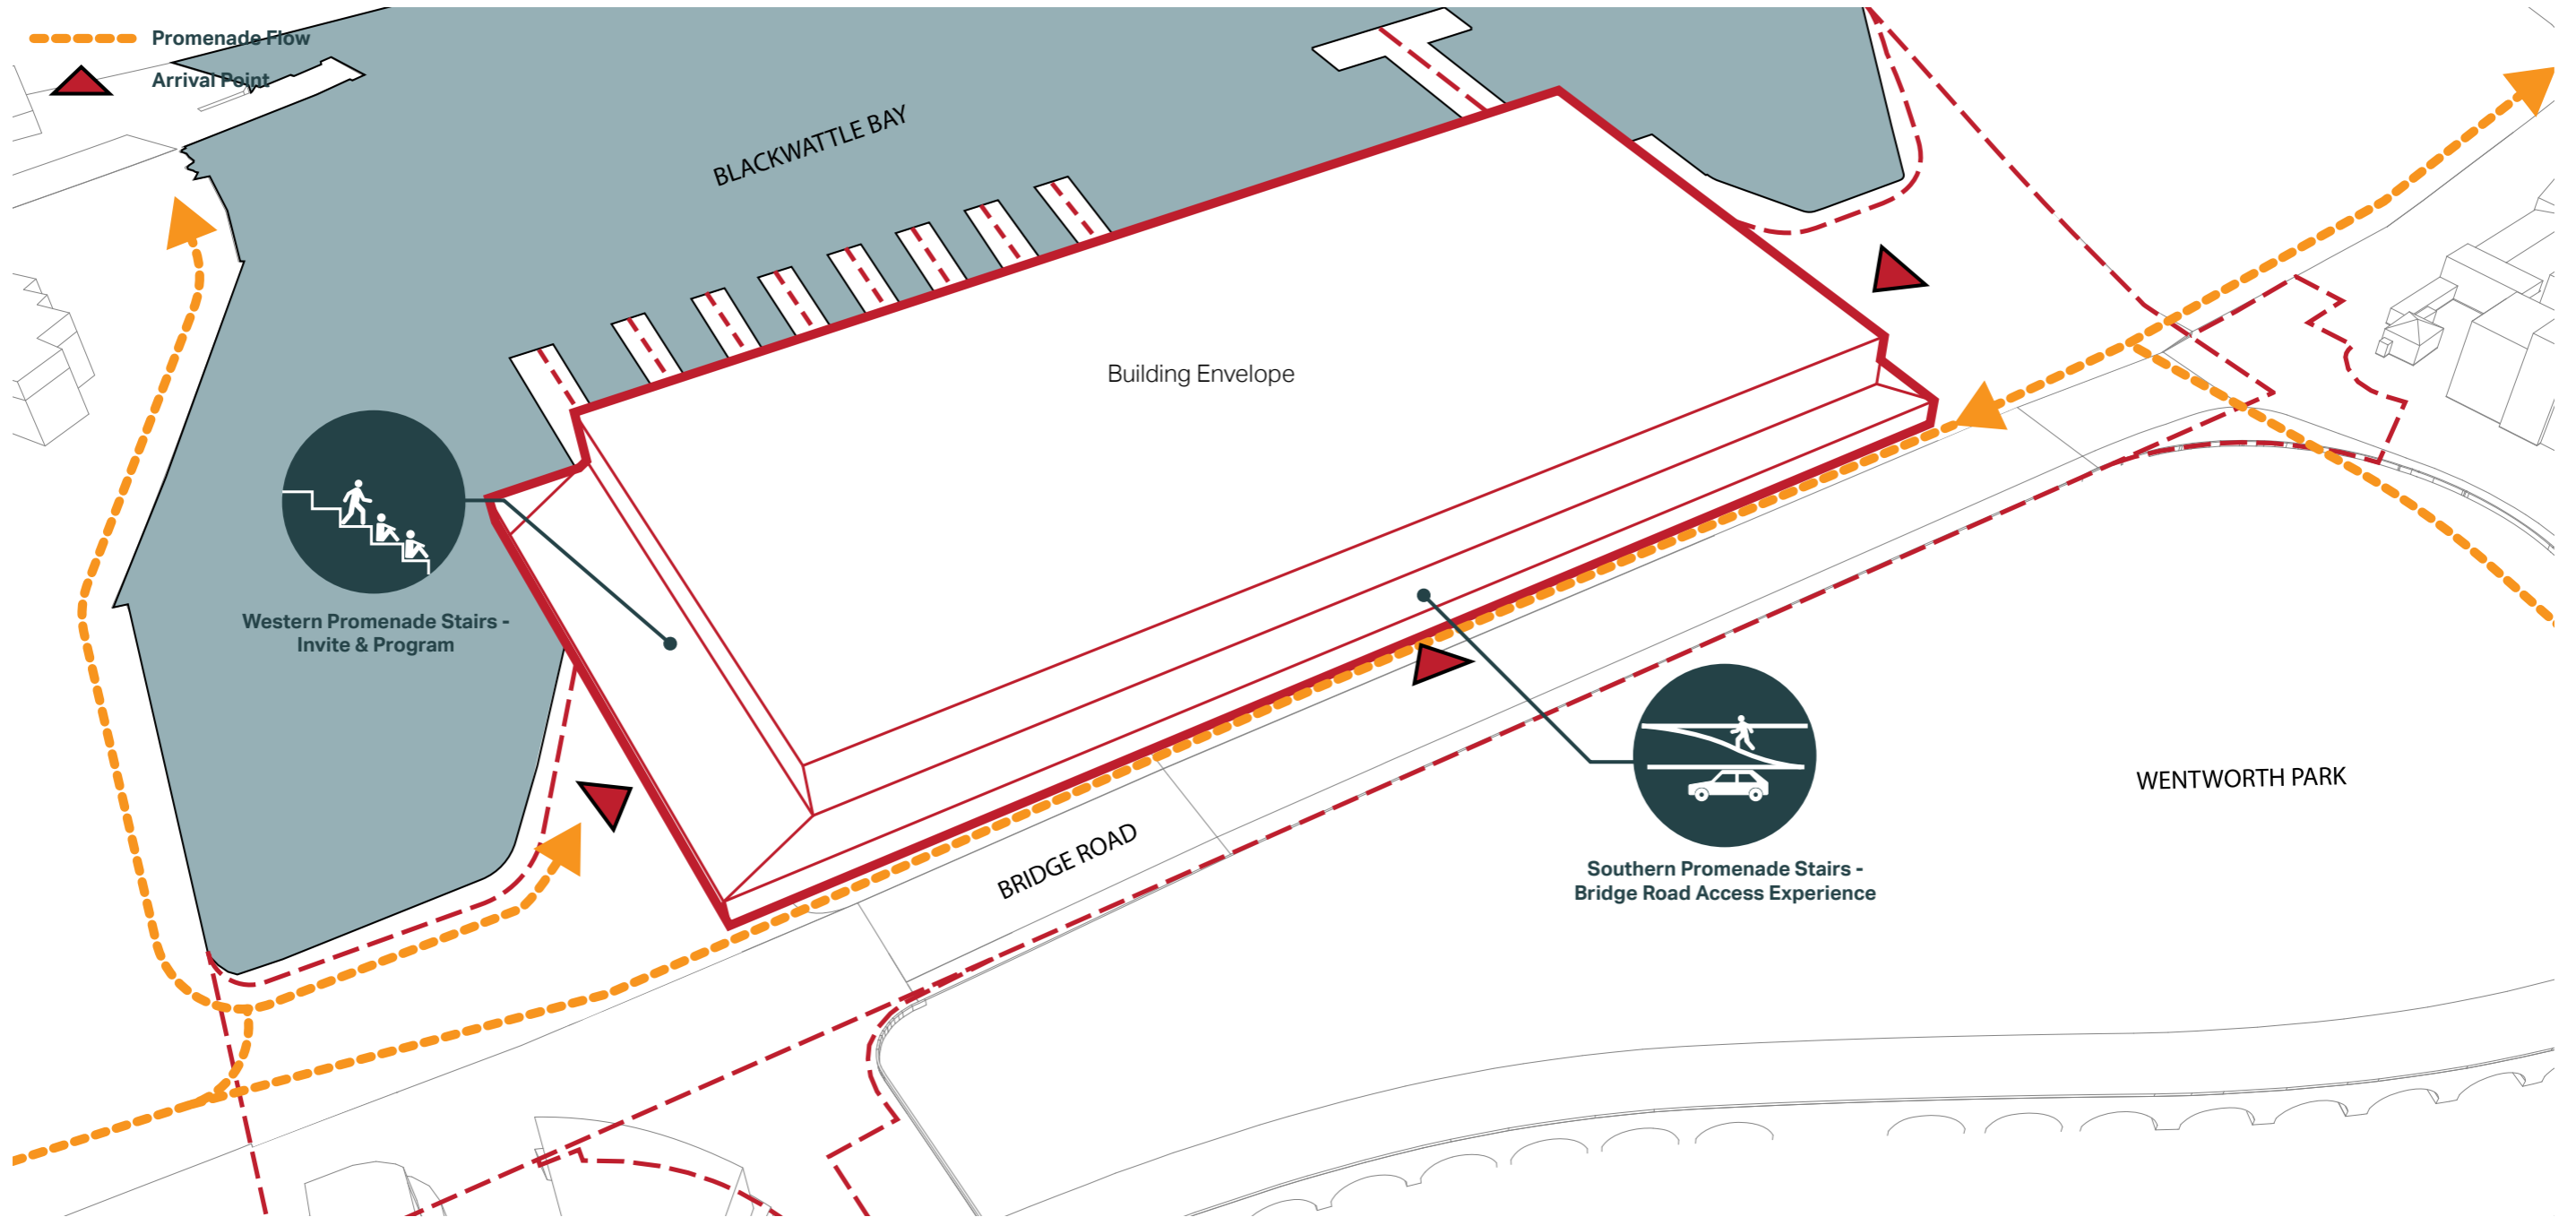 Promenade Flow
Arrival Point
BLACKWATTLE BAY
Building Envelope
Western Promenade Stairs -
Invite & Program
WENTWORTH PARK
BRIDGE ROAD
Southern Promenade Stairs -
Bridge Road Access Experience